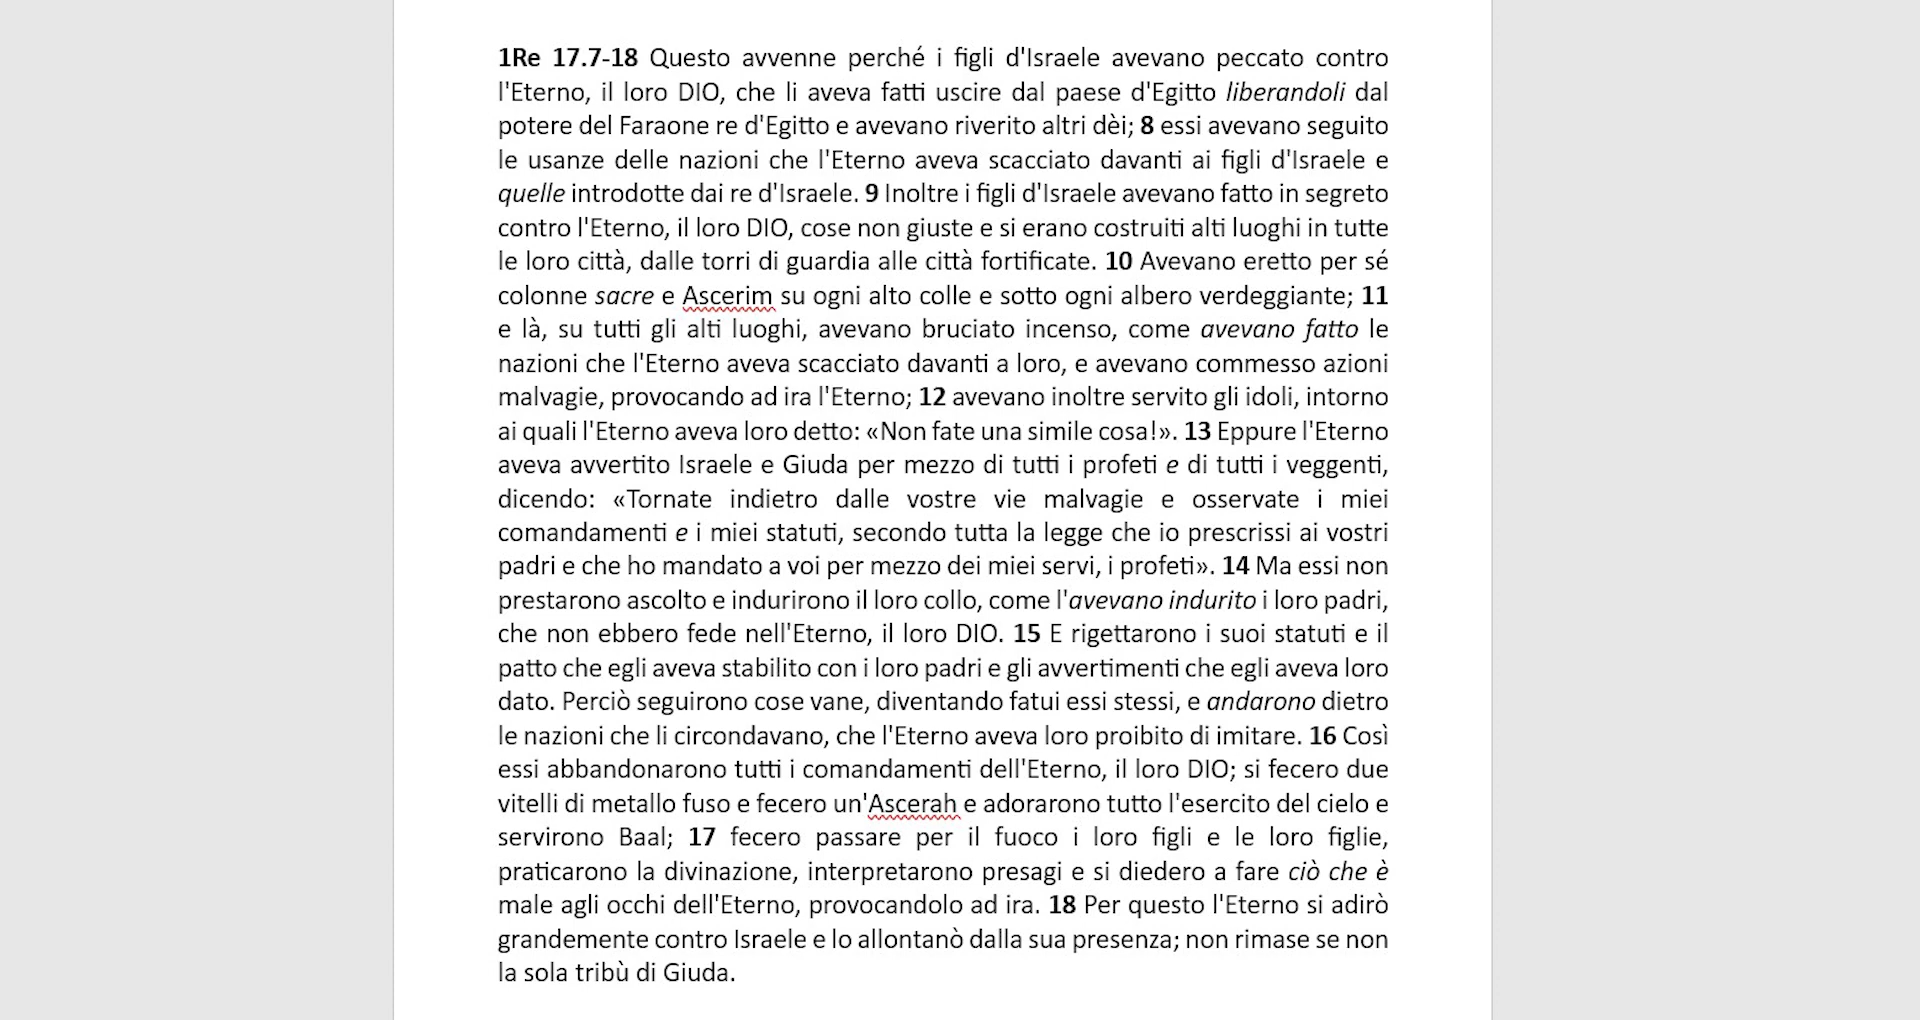 1Re 17.7-18 Questo avvenne perché i figli d'Israele avevano peccato contro
l'Eterno, il loro DIO, che li aveva fatti uscire dal paese d'Egitto liberandoli dal
potere del Faraone re d'Egitto e avevano riverito altri dèi; 8 essi avevano seguito
le usanze delle nazioni che l'Eterno aveva scacciato davanti ai figli d'Israele e
quelle introdotte dai re d'Israele. 9 Inoltre i figli d'Israele avevano fatto in segreto
contro l'Eterno, il loro DIO, cose non giuste e si erano costruiti alti luoghi in tutte
le loro città, dalle torri di guardia alle città fortificate. 10 Avevano eretto per sé
colonne sacre e Ascerim su ogni alto colle e sotto ogni albero verdeggiante; 11
e là, su tutti gli alti luoghi, avevano bruciato incenso, come avevano fatto le
nazioni che l'Eterno aveva scacciato davanti a loro, e avevano commesso azioni
malvagie, provocando ad ira l'Eterno; 12 avevano inoltre servito gli idoli, intorno
ai quali l'Eterno aveva loro detto: «Non fate una simile cosa!». 13 Eppure l'Eterno
aveva avvertito Israele e Giuda per mezzo di tutti i profeti e di tutti i veggenti,
dicendo: «Tornate indietro dalle vostre vie malvagie e osservate i miei
comandamenti e i miei statuti, secondo tutta la legge che io prescrissi ai vostri
padri e che ho mandato a voi per mezzo dei miei servi, i profeti». 14 Ma essi non
prestarono ascolto e indurirono il loro collo, come l'avevano indurito i loro padri,
che non ebbero fede nell'Eterno, il loro DIO. 15 E rigettarono i suoi statuti e il
patto che egli aveva stabilito con i loro padri e gli avvertimenti che egli aveva loro
dato. Perciò seguirono cose vane, diventando fatui essi stessi, e andarono dietro
le nazioni che li circondavano, che l'Eterno aveva loro proibito di imitare. 16 Così
essi abbandonarono tutti i comandamenti dell'Eterno, il loro DIO; si fecero due
vitelli di metallo fuso e fecero un'Ascerah e adorarono tutto l'esercito del cielo e
servirono Baal; 17 fecero passare per il fuoco i loro figli e le loro figlie,
praticarono la divinazione, interpretarono presagi e si diedero a fare ciò che è
male agli occhi dell'Eterno, provocandolo ad ira. 18 Per questo l'Eterno si adirò
grandemente contro Israele e lo allontanò dalla sua presenza; non rimase se non
la sola tribù di Giuda.